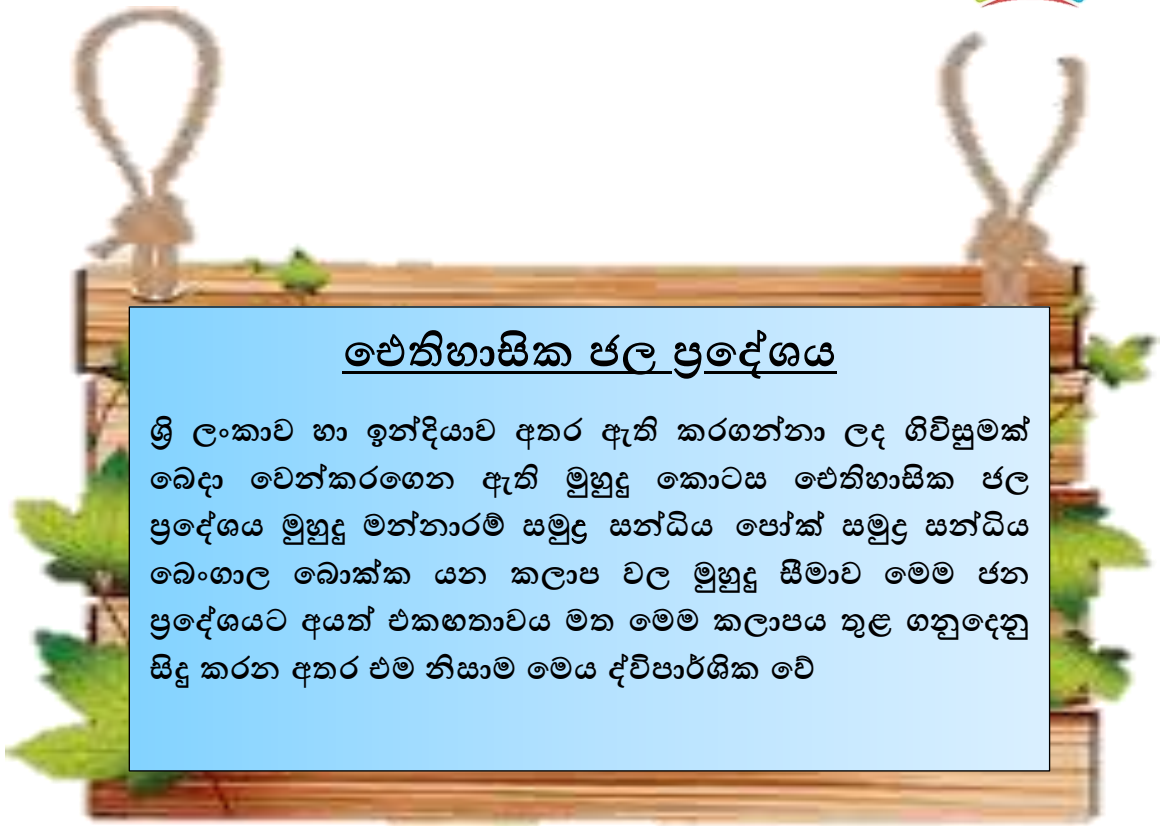 ඓතිහාසික ජල ප්‍රදේශය
ශ්‍රි ලංකාව හා ඉන්දියාව අතර ඇති කරගන්නා ලද ගිවිසුමක්
බෙදා වෙන්කරගෙන ඇති මුහුදු කොටස ඓතිහාසික ජල
ප්‍රදේශය මුහුදු මන්නාරම් සමුද්‍ර සන්ධිය පෝක් සමුද්‍ර සන්ධිය
බෙංගාල බොක්ක යන කලාප වල මුහුදු සීමාව මෙම ජන
ප්‍රදේශයට අයත් එකඟතාවය මත මෙම කලාපය තුළ ගනුදෙනු
සිදු කරන අතර එම නිසාම මෙය ද්විපාර්ශික වේ